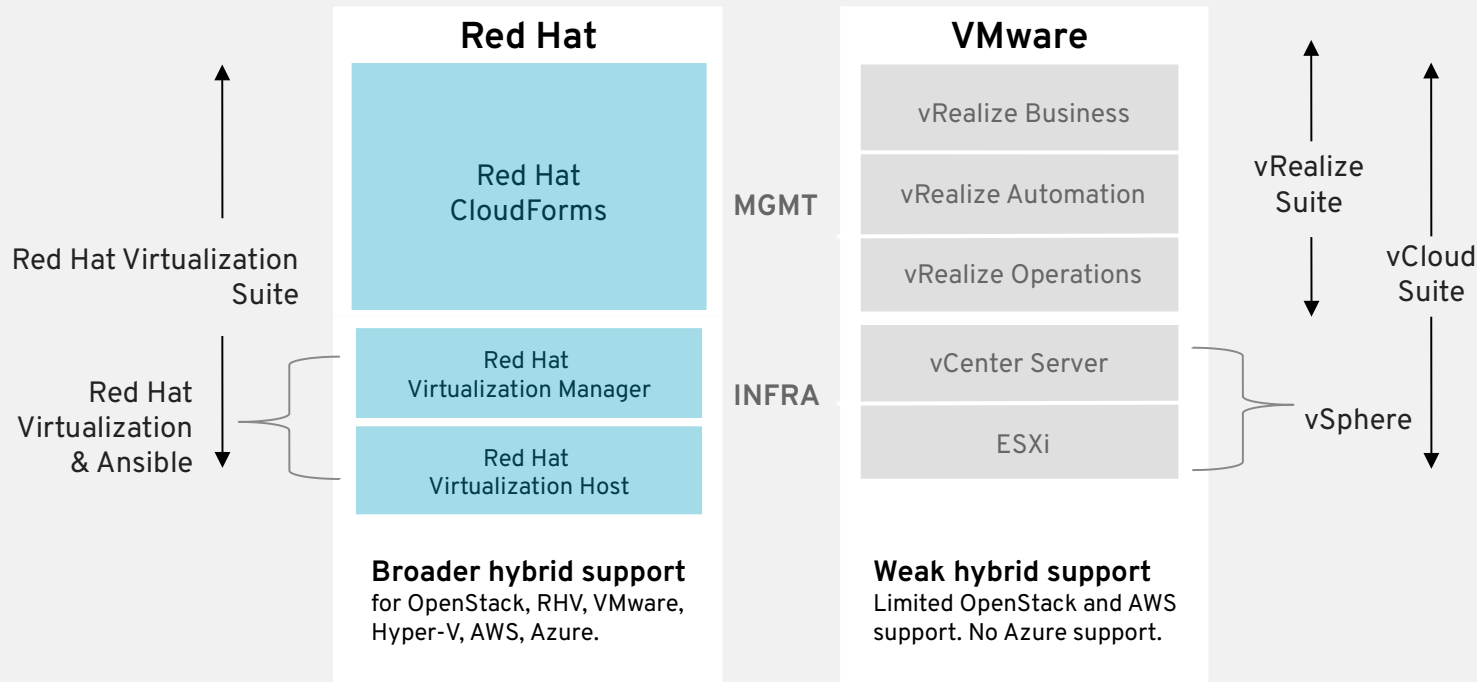 Red Hat
VMware
Red Hat
CloudForms
vRealize Business
vRealize Automation
vRealize Operations
MGMT
vRealize
Suite
vCloud
Suite
Red Hat Virtualization
Suite
Red Hat
Virtualization
& Ansible
Red Hat
Virtualization Manager
Red Hat
Virtualization Host
INFRA
vCenter Server
ESXi
vSphere
Broader hybrid support
for OpenStack, RHV, VMware,
Hyper-V, AWS, Azure.
Weak hybrid support
Limited OpenStack and AWS
support. No Azure support.